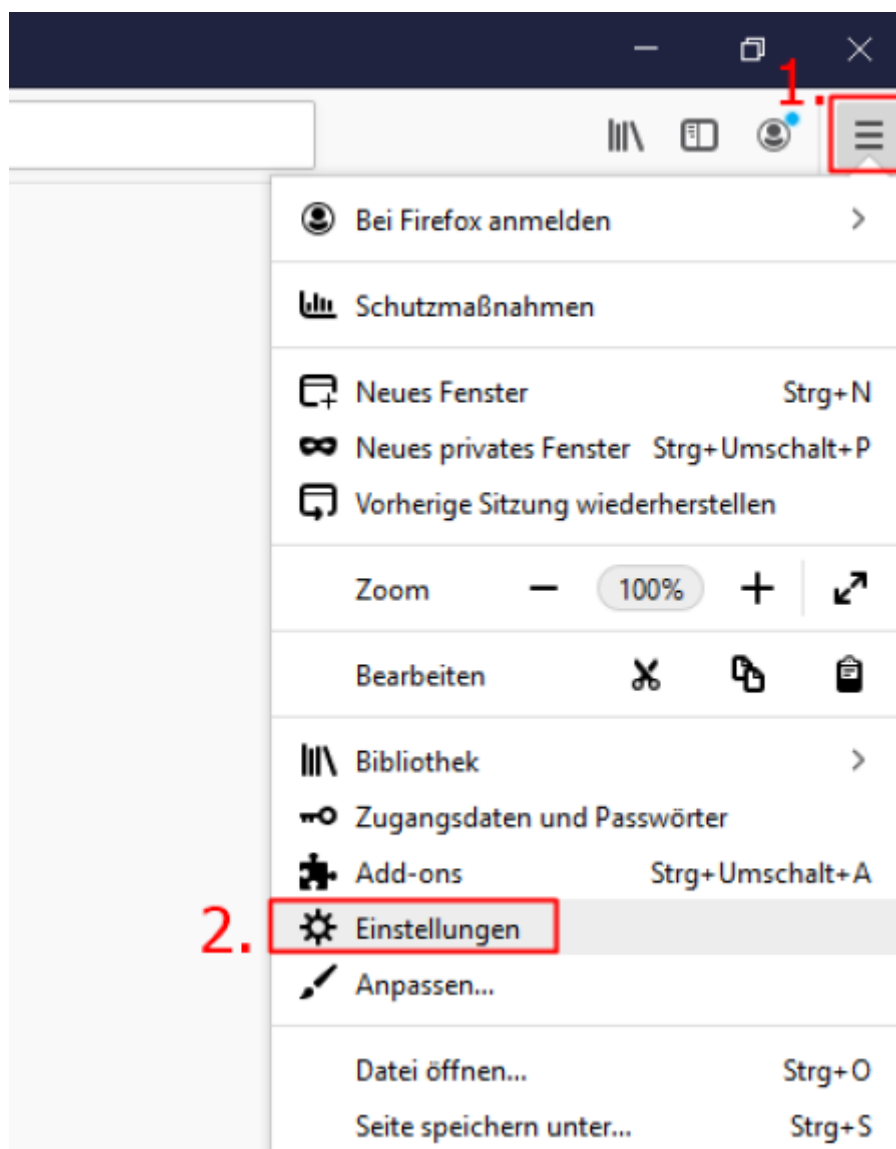 1.
Bei Firefox anmelden
Schutzmaßnahmen
Neues Fenster Strg+N
Neues privates Fenster Strg+Umschalt+P
Vorherige Sitzung wiederherstellen
Zoom 100%
Bearbeiten
Bibliothek
Zugangsdaten und Passwörter
Add-ons Strg+Umschalt+A
2. Einstellungen
Anpassen...
Datei öffnen... Strg+O
Seite speichern unter... Strg+S